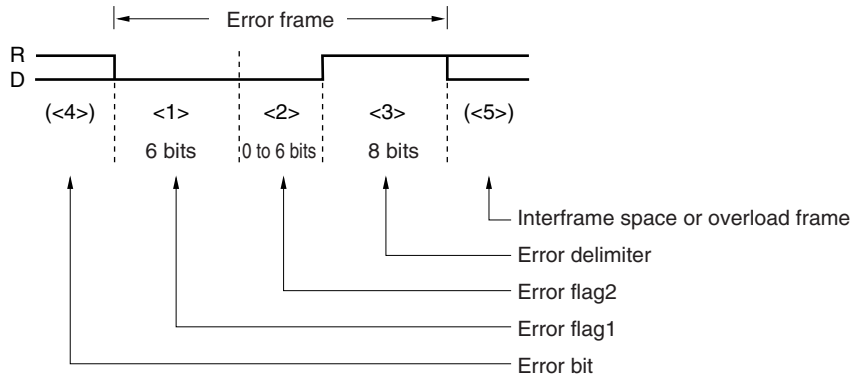 Error frame
R
D
(<4>) <1> <2> <3> (<5>)
6 bits 0 to 6 bits 8 bits
Interframe space or overload frame
Error delimiter
Error flag2
Error flag1
Error bit